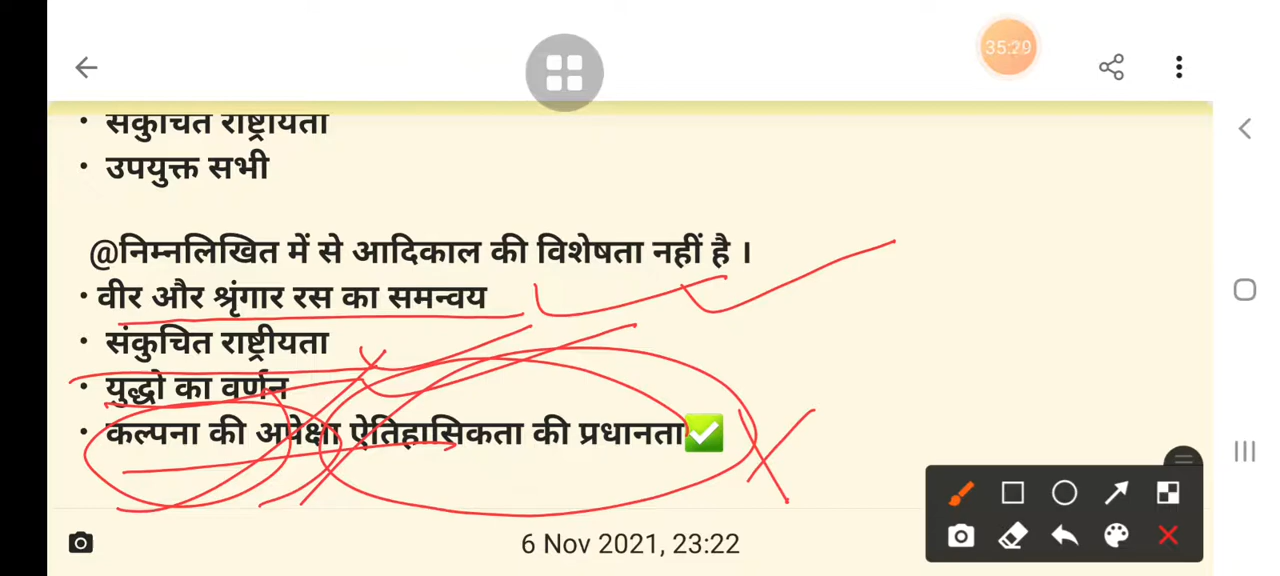 35:29
• संकुचित राष्ट्रीयता
• उपयुक्त सभी
@निम्नलिखित में से आदिकाल की विशेषता नहीं है ।
• वीर और श्रृंगार रस का समन्वय
• संकुचित राष्ट्रीयता
• युद्धो का वर्णन
• कल्पना की अपेक्षा ऐतिहासिकता की प्रधानता✅
6 Nov 2021, 23:22